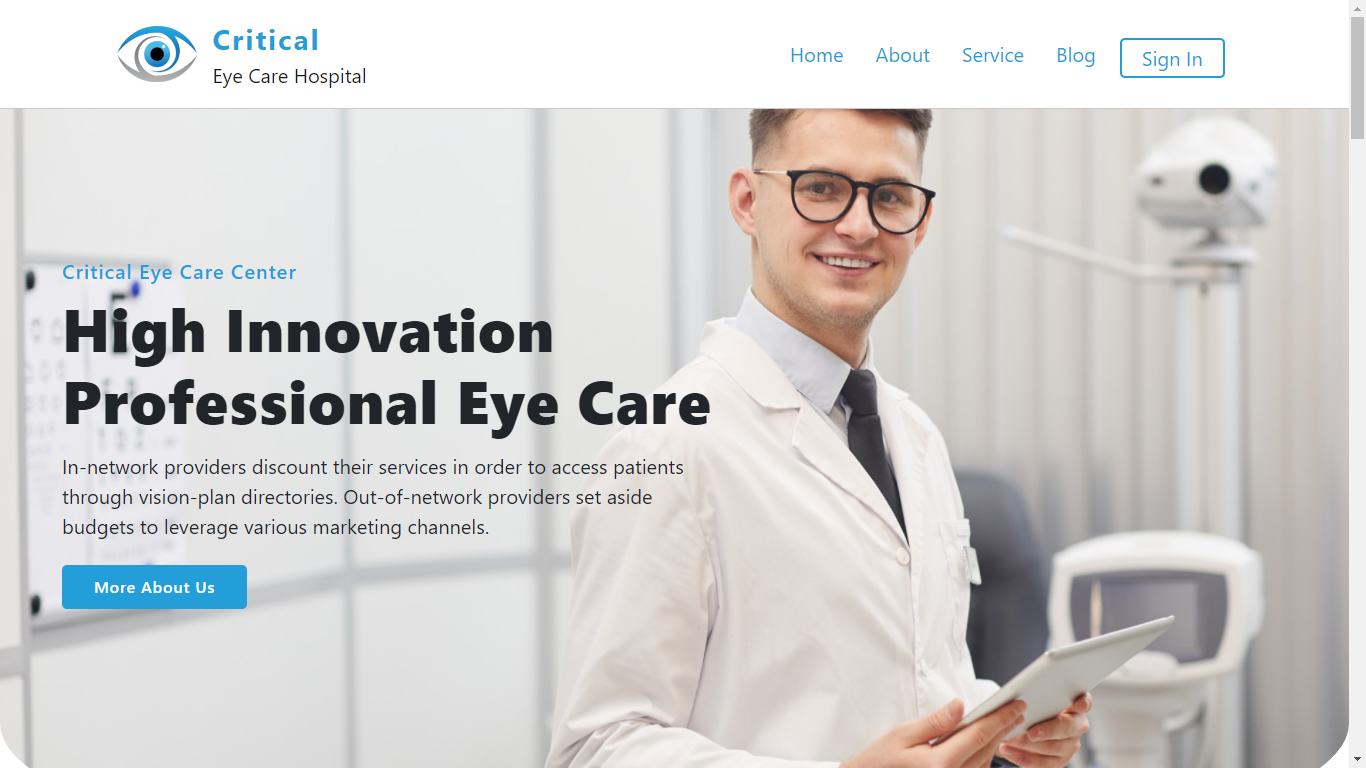 Critical
Eye Care Hospital
Home About Service Blog Sign In
Critical Eye Care Center
High Innovation
Professional Eye Care
In-network providers discount their services in order to access patients
through vision-plan directories. Out-of-network providers set aside
budgets to leverage various marketing channels.
More About Us